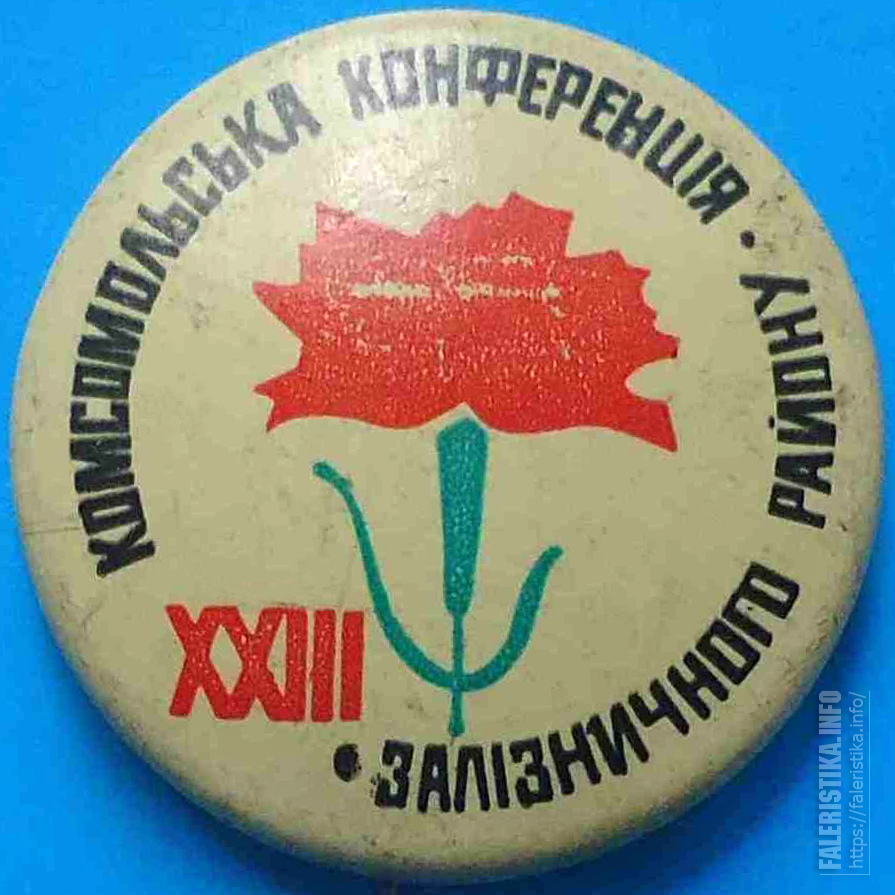 КОМСОМОЛЬСЬКА КОНФЕРЕНЦІЯ •
ЗАЛІЗНИЧНОГО РАЙОНУ •
XXIII
FALERISTIKA.INFO
https://faleristika.info/